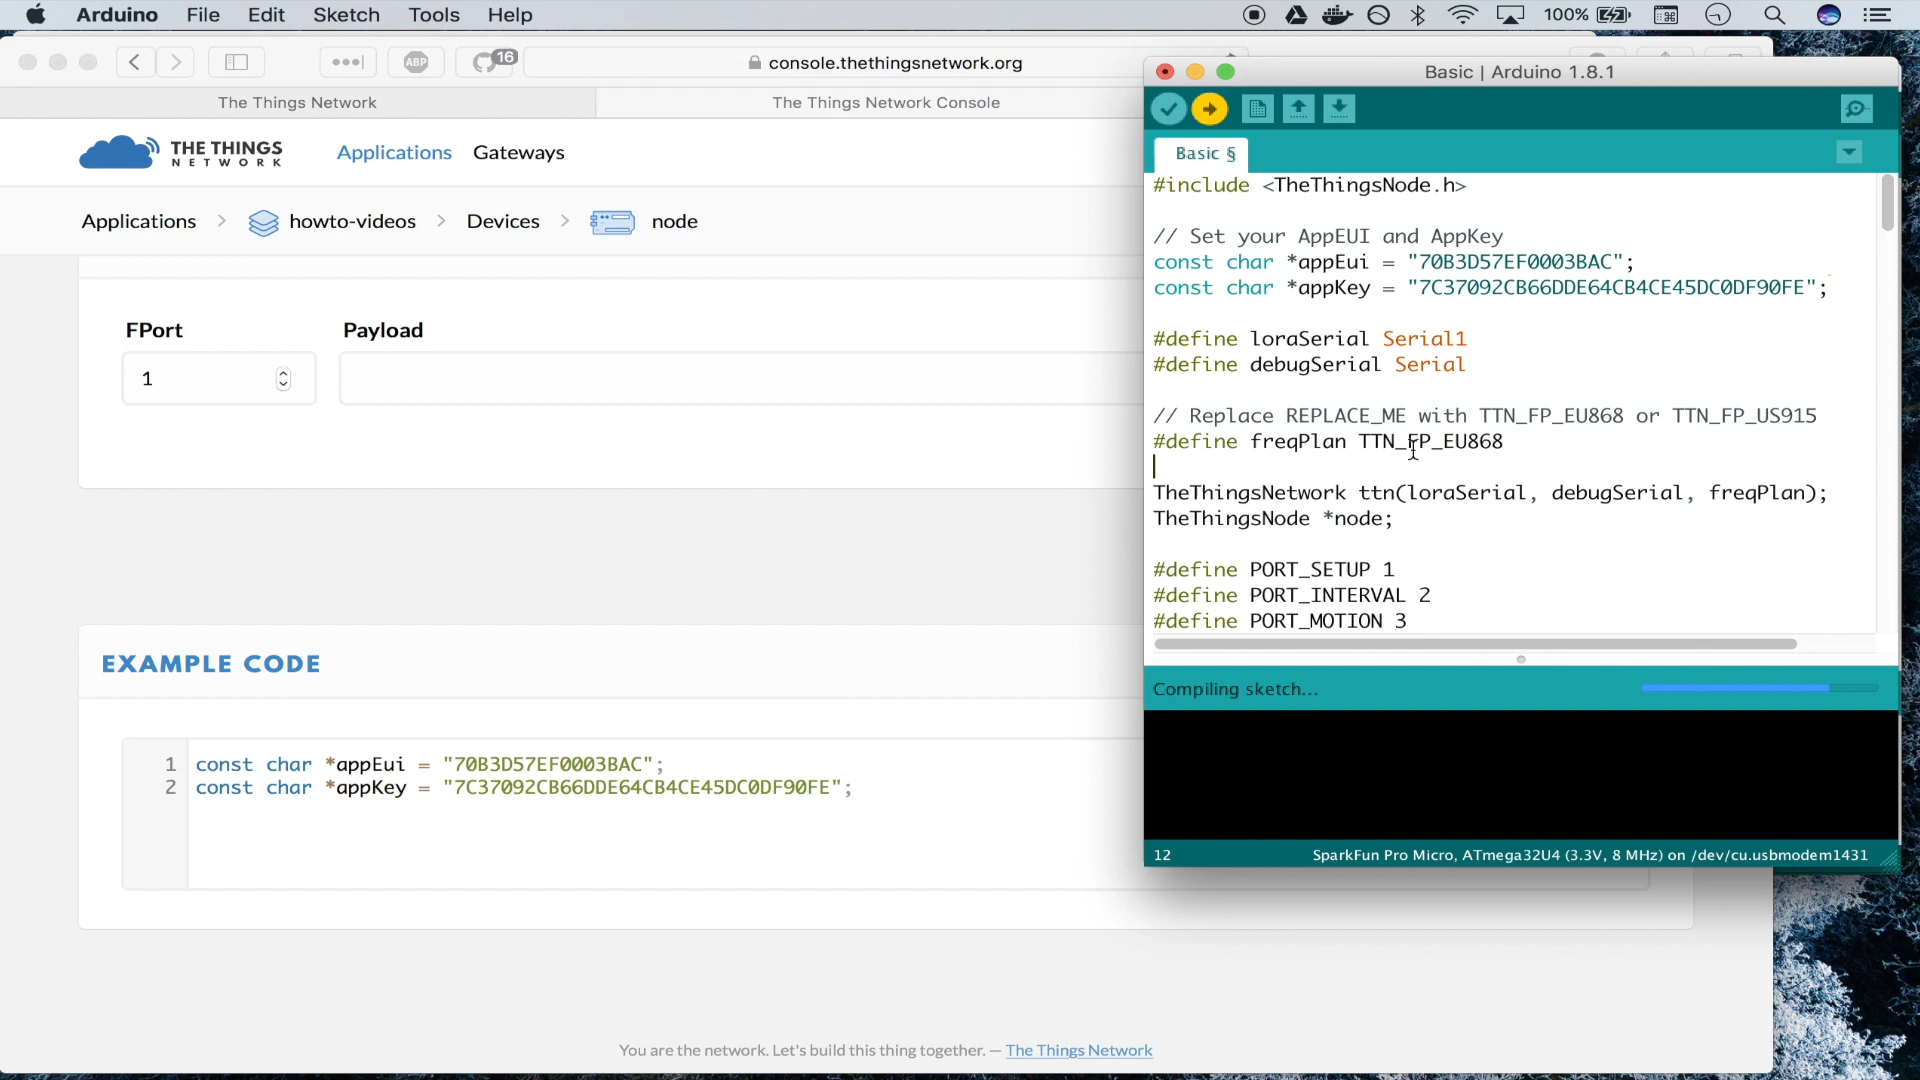 Arduino File Edit Sketch Tools Help
100%
ABP
16
console.thethingsnetwork.org
The Things Network
The Things Network Console
THE THINGS
NETWORK
Applications Gateways
Applications > howto-videos > Devices > node
FPort
Payload
1
EXAMPLE CODE
1 const char *appEui = "70B3D57EF0003BAC";
2 const char *appKey = "7C37092CB66DDE64CB4CE45DC0DF90FE";
You are the network. Let's build this thing together. — The Things Network
Basic | Arduino 1.8.1
Basic §
#include <TheThingsNode.h>
// Set your AppEUI and AppKey
const char *appEui = "70B3D57EF0003BAC";
const char *appKey = "7C37092CB66DDE64CB4CE45DC0DF90FE";
#define loraSerial Serial1
#define debugSerial Serial
// Replace REPLACE_ME with TTN_FP_EU868 or TTN_FP_US915
#define freqPlan TTN_FP_EU868
TheThingsNetwork ttn(loraSerial, debugSerial, freqPlan);
TheThingsNode *node;
#define PORT_SETUP 1
#define PORT_INTERVAL 2
#define PORT_MOTION 3
Compiling sketch...
12
SparkFun Pro Micro, ATmega32U4 (3.3V, 8 MHz) on /dev/cu.usbmodem1431